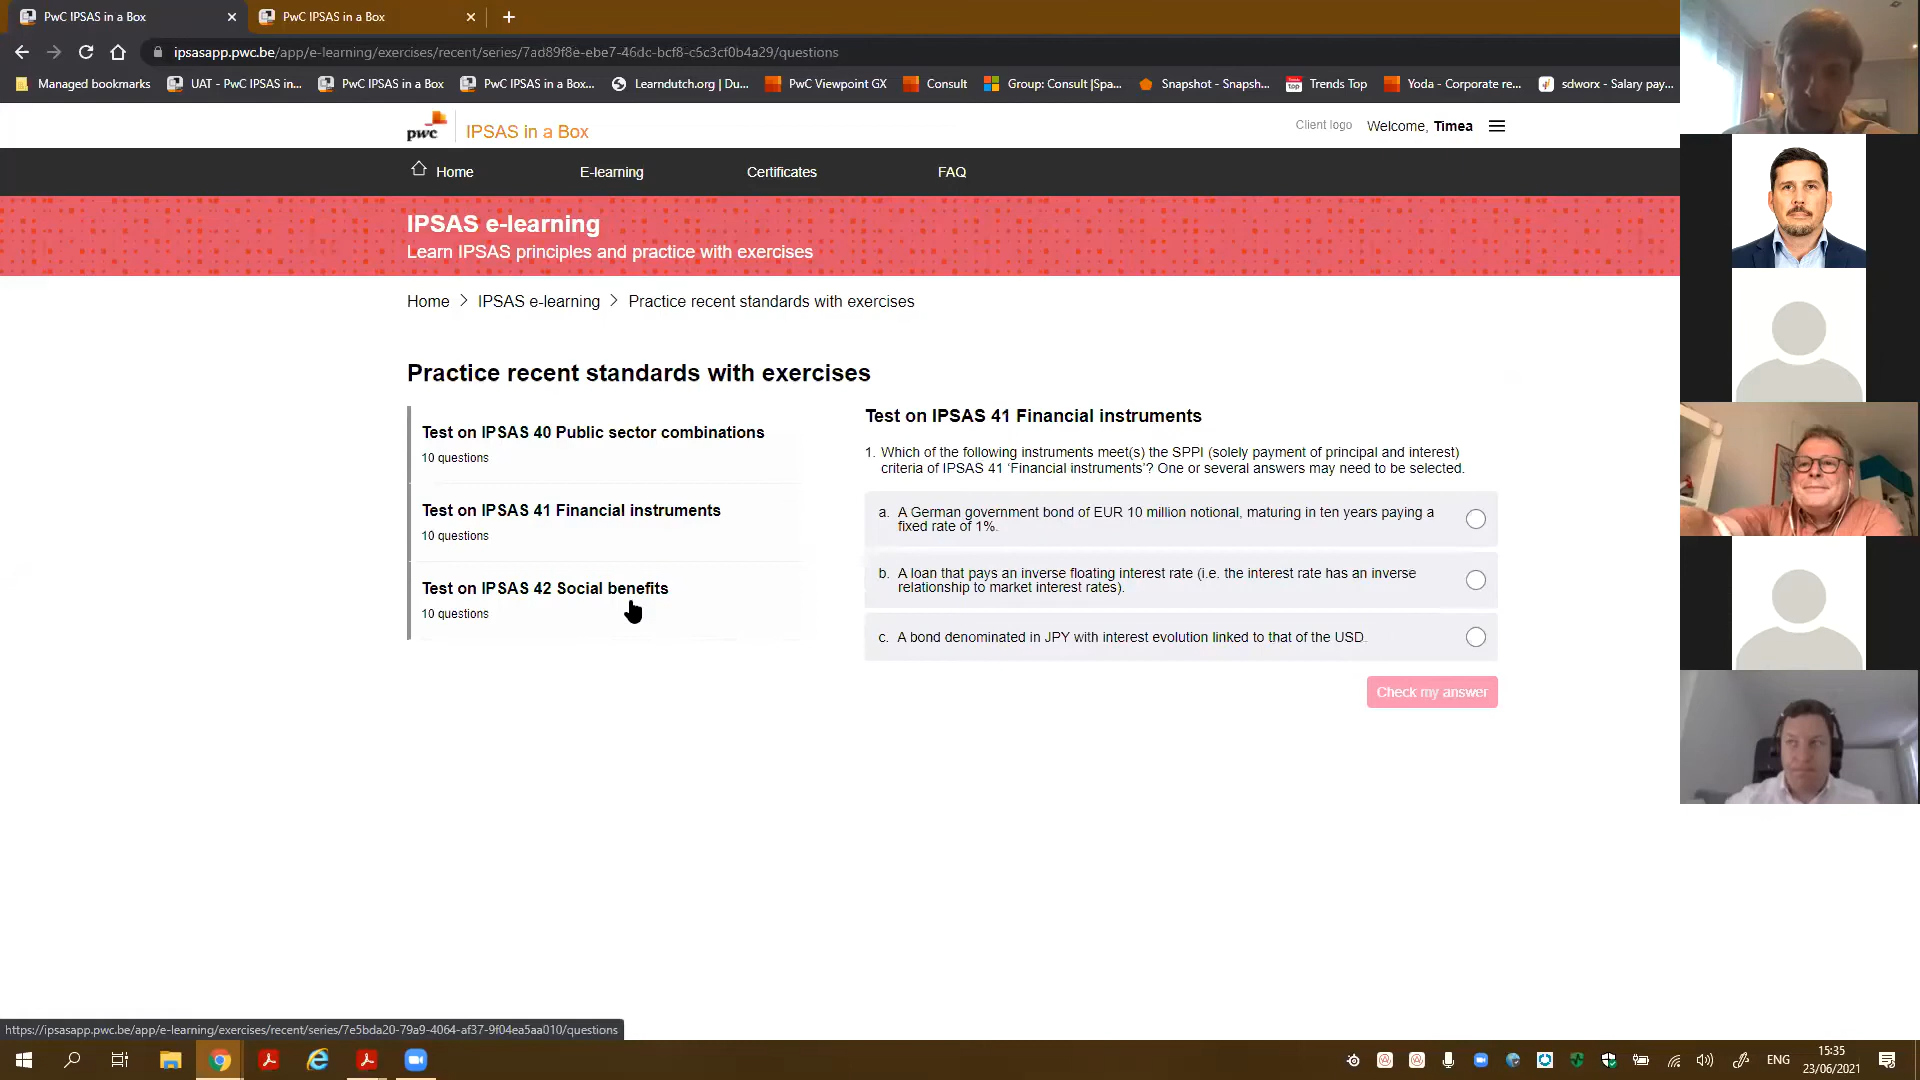 PwC IPSAS in a Box
PwC IPSAS in a Box
ipsasapp.pwc.be/app/e-learning/exercises/recent/series/7ad89f8e-ebe7-46dc-bcf8-c5c3cf0b4a29/questions
Managed bookmarks
UAT - PwC IPSAS in...
PwC IPSAS in a Box
PwC IPSAS in a Box...
Learndutch.org | Du...
PwC Viewpoint GX
Consult
Group: Consult |Spa...
Snapshot - Snapsh...
Trends Top
Yoda - Corporate re...
sdworx - Salary pay...
pwc
IPSAS in a Box
Client logo
Welcome, Timea
Home
E-learning
Certificates
FAQ
IPSAS e-learning
Learn IPSAS principles and practice with exercises
Home > IPSAS e-learning > Practice recent standards with exercises
Practice recent standards with exercises
Test on IPSAS 40 Public sector combinations
10 questions
Test on IPSAS 41 Financial instruments
10 questions
Test on IPSAS 42 Social benefits
10 questions
Test on IPSAS 41 Financial instruments
1. Which of the following instruments meet(s) the SPPI (solely payment of principal and interest)
criteria of IPSAS 41 'Financial instruments'? One or several answers may need to be selected.
a. A German government bond of EUR 10 million notional, maturing in ten years paying a
fixed rate of 1%.
b. A loan that pays an inverse floating interest rate (i.e. the interest rate has an inverse
relationship to market interest rates).
c. A bond denominated in JPY with interest evolution linked to that of the USD.
Check my answer
https://ipsasapp.pwc.be/app/e-learning/exercises/recent/series/7e5bda20-79a9-4064-af37-9f04ea5aa010/questions
ENG
15:35
23/06/2021